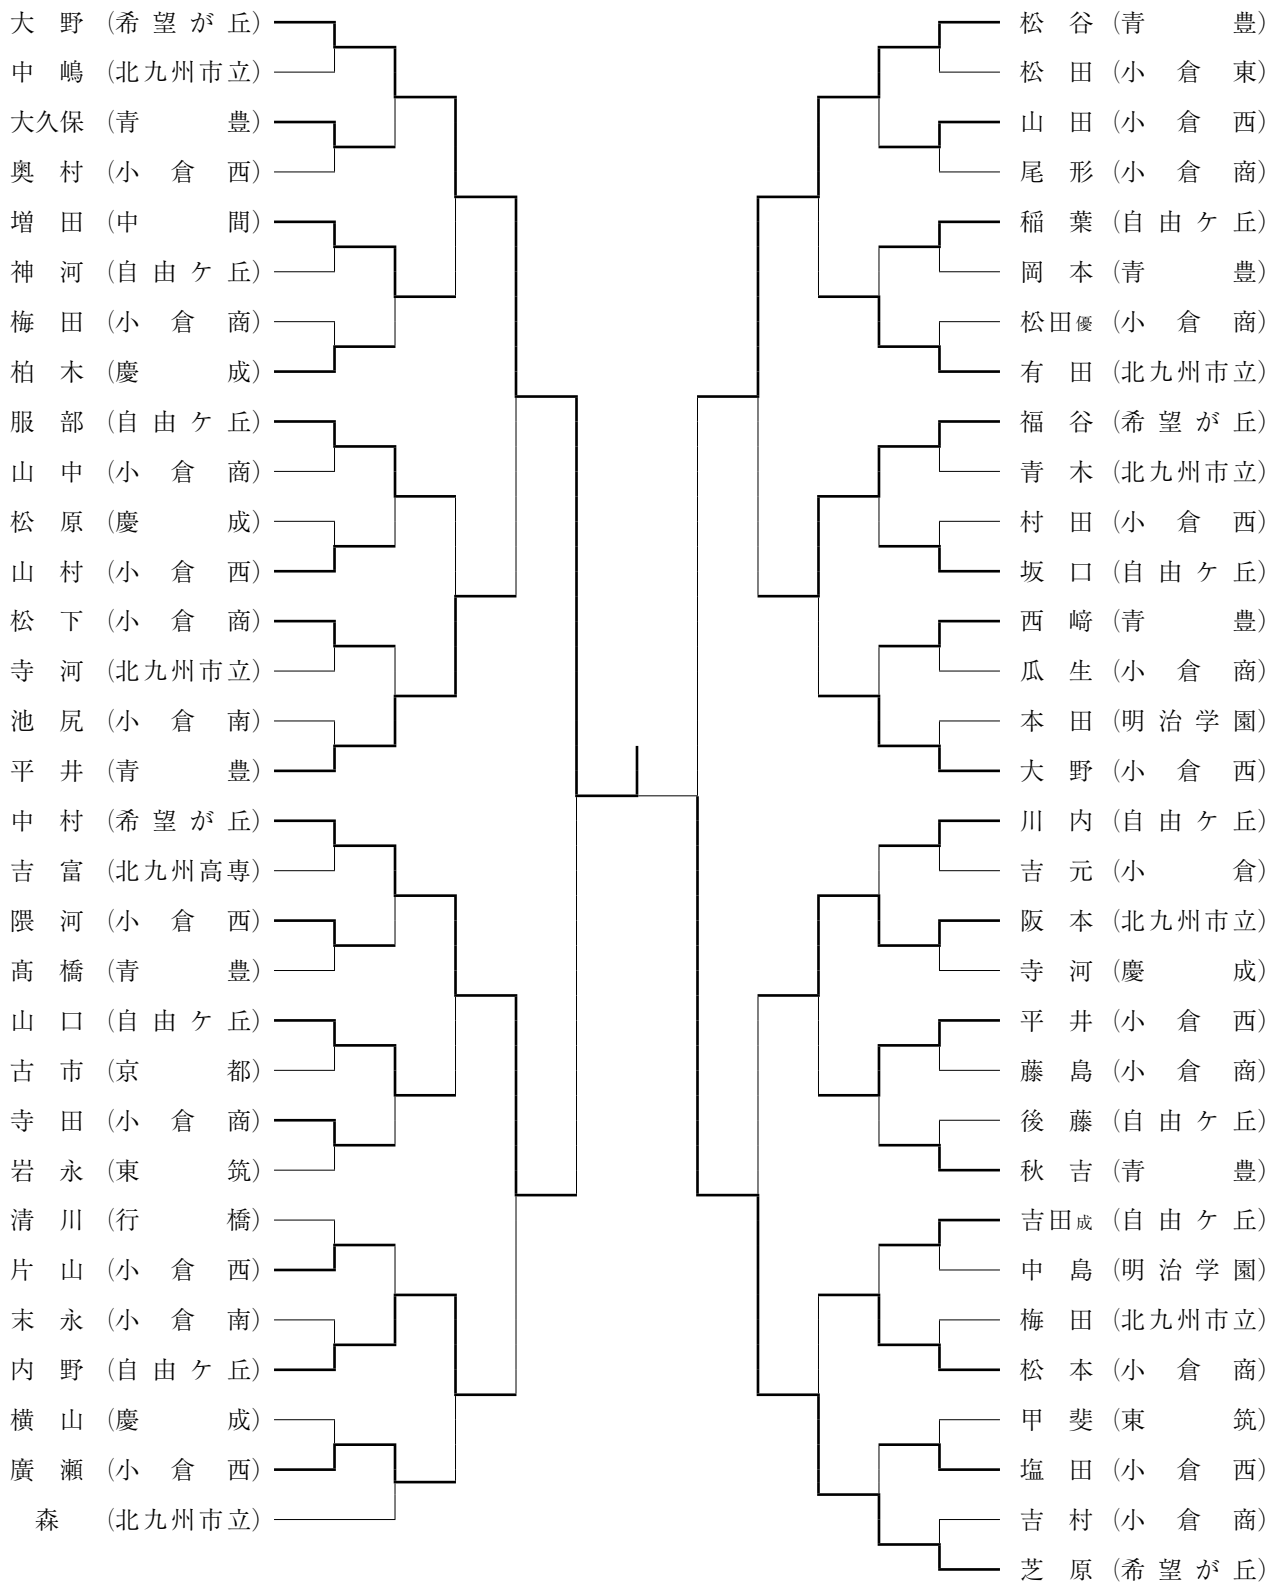 大野 (希望が丘)
中嶋 (北九州市立)
大久保 (青豊)
奥村 (小倉西)
増田 (中間)
神河 (自由ケ丘)
梅田 (小倉商)
柏木 (慶成)
服部 (自由ケ丘)
山中 (小倉商)
松原 (慶成)
山村 (小倉西)
松下 (小倉商)
寺河 (北九州市立)
池尻 (小倉南)
平井 (青豊)
中村 (希望が丘)
吉富 (北九州高専)
隈河 (小倉西)
髙橋 (青豊)
山口 (自由ケ丘)
古市 (京都)
寺田 (小倉商)
岩永 (東筑)
清川 (行橋)
片山 (小倉西)
末永 (小倉南)
内野 (自由ケ丘)
横山 (慶成)
廣瀬 (小倉西)
森 (北九州市立)
松谷 (青豊)
松田 (小倉東)
山田 (小倉西)
尾形 (小倉商)
稲葉 (自由ケ丘)
岡本 (青豊)
松田優 (小倉商)
有田 (北九州市立)
福谷 (希望が丘)
青木 (北九州市立)
村田 (小倉西)
坂口 (自由ケ丘)
西﨑 (青豊)
瓜生 (小倉商)
本田 (明治学園)
大野 (小倉西)
川内 (自由ケ丘)
吉元 (小倉)
阪本 (北九州市立)
寺河 (慶成)
平井 (小倉西)
藤島 (小倉商)
後藤 (自由ケ丘)
秋吉 (青豊)
吉田成 (自由ケ丘)
中島 (明治学園)
梅田 (北九州市立)
松本 (小倉商)
甲斐 (東筑)
塩田 (小倉西)
吉村 (小倉商)
芝原 (希望が丘)